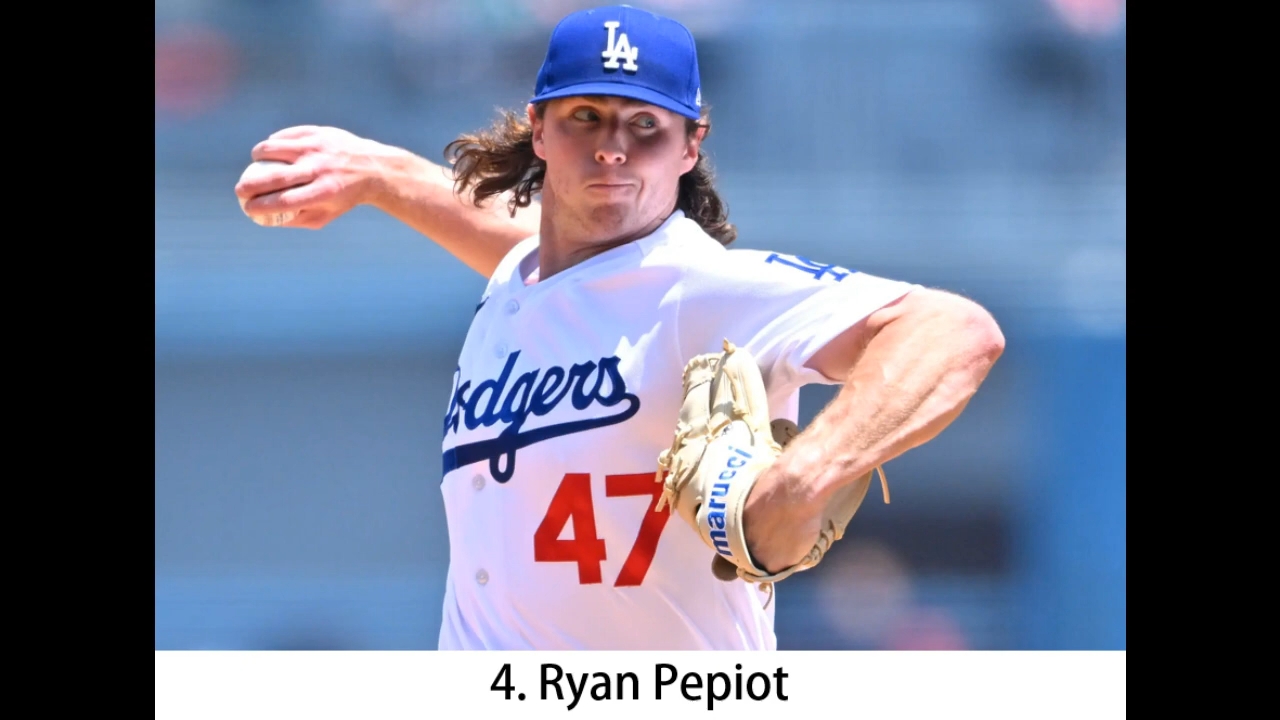 LA
LA
Dodgers
47
marucci
4. Ryan Pepiot